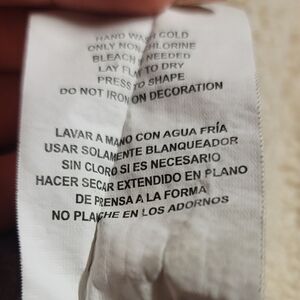 HAND WASH COLD
ONLY NON CHLORINE
BLEACH NEEDED
LAY FLAT TO DRY
PRESS TO SHAPE
DO NOT IRON ON DECORATION
LAVAR A MANO CON AGUA FRÍA
USAR SOLAMENTE BLANQUEADOR
SIN CLORO SI ES NECESARIO
HACER SECAR EXTENDIDO EN PLANO
DE PRENSA A LA FORMA
NO PLANCHE EN LOS ADORNOS